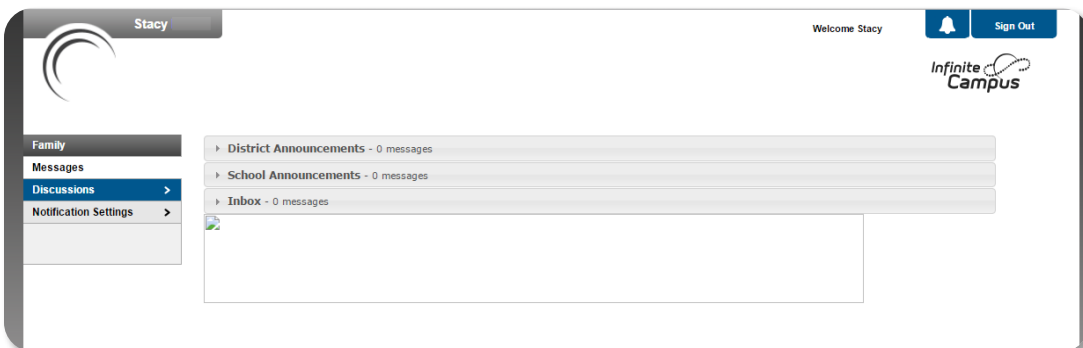 Stacy
Welcome Stacy
Sign Out
Infinite
Campus
Family
Messages
Discussions
Notification Settings
District Announcements - 0 messages
School Announcements - 0 messages
Inbox - 0 messages